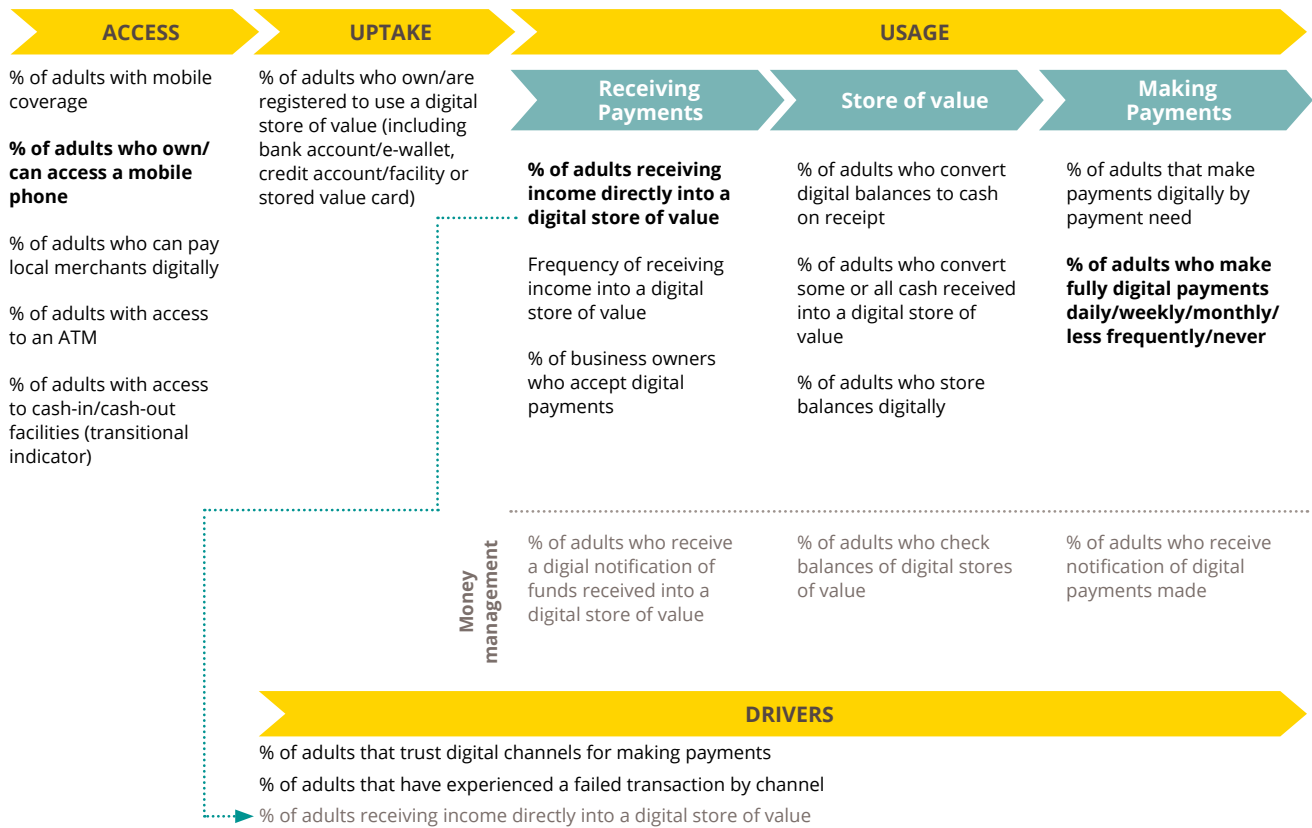 ACCESS
% of adults with mobile
coverage
% of adults who own/
can access a mobile
phone
% of adults who can pay
local merchants digitally
% of adults with access
to an ATM
% of adults with access
to cash-in/cash-out
facilities (transitional
indicator)
UPTAKE
% of adults who own/are
registered to use a digital
store of value (including
bank account/e-wallet,
credit account/facility or
stored value card)
USAGE
Receiving
Payments
% of adults receiving
income directly into a
digital store of value
Frequency of receiving
income into a digital
store of value
% of business owners
who accept digital
payments
Store of value
% of adults who convert
digital balances to cash
on receipt
% of adults who convert
some or all cash received
into a digital store of
value
% of adults who store
balances digitally
Making
Payments
% of adults that make
payments digitally by
payment need
% of adults who make
fully digital payments
daily/weekly/monthly/
less frequently/never
Money
management
% of adults who receive
a digial notification of
funds received into a
digital store of value
% of adults who check
balances of digital stores
of value
% of adults who receive
notification of digital
payments made
DRIVERS
% of adults that trust digital channels for making payments
% of adults that have experienced a failed transaction by channel
% of adults receiving income directly into a digital store of value